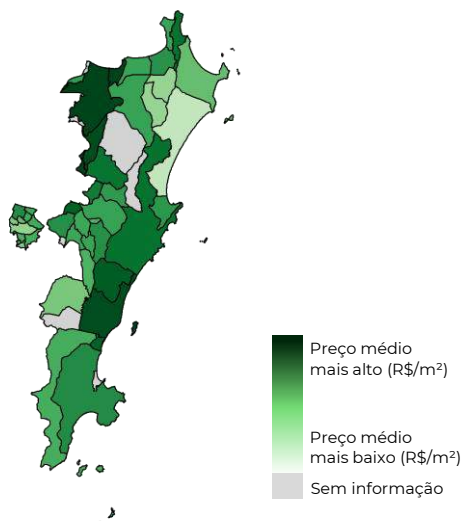 Preço médio
mais alto (R$/m²)
Preço médio
mais baixo (R$/m²)
Sem informação